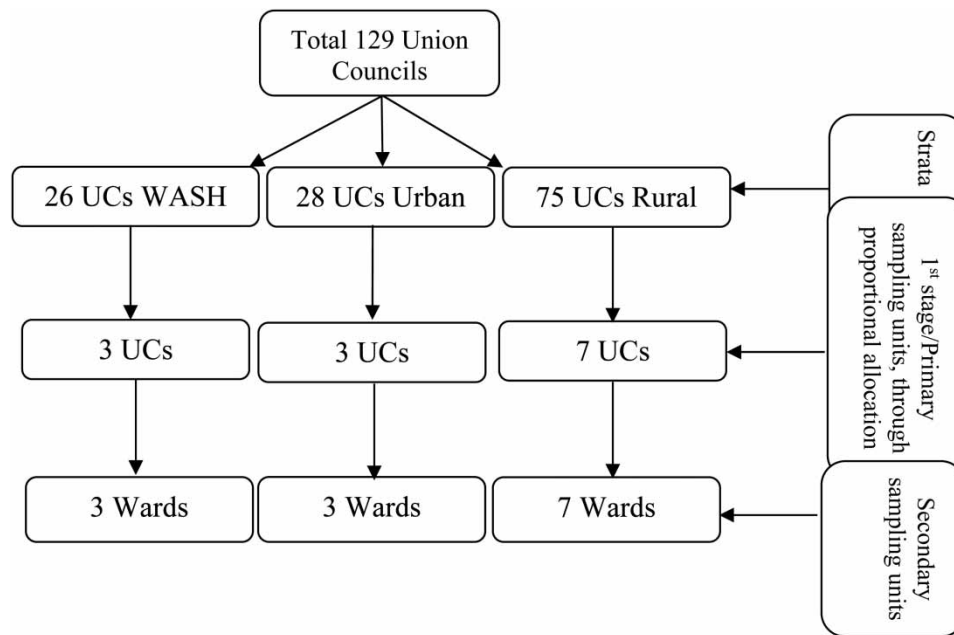 Total 129 Union
Councils
26 UCs WASH
28 UCs Urban
75 UCs Rural
Strata
3 UCs
3 UCs
7 UCs
1st stage/Primary
sampling units, through
proportional allocation
3 Wards
3 Wards
7 Wards
Secondary
sampling units